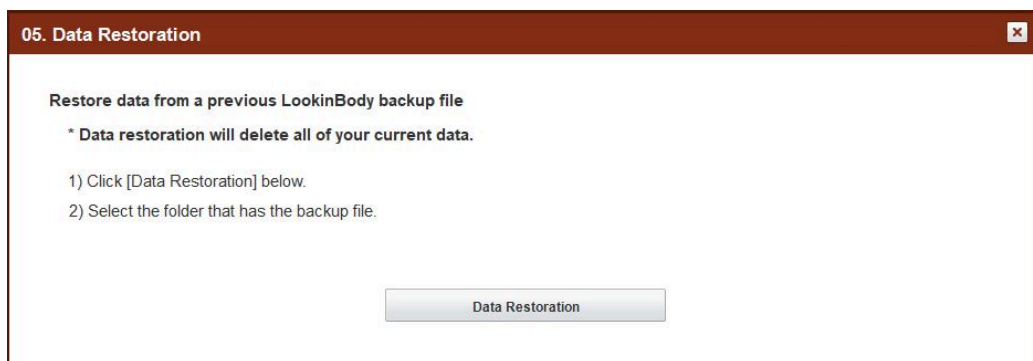 05. Data Restoration
Restore data from a previous LookinBody backup file
* Data restoration will delete all of your current data.
1) Click [Data Restoration] below.
2) Select the folder that has the backup file.
Data Restoration